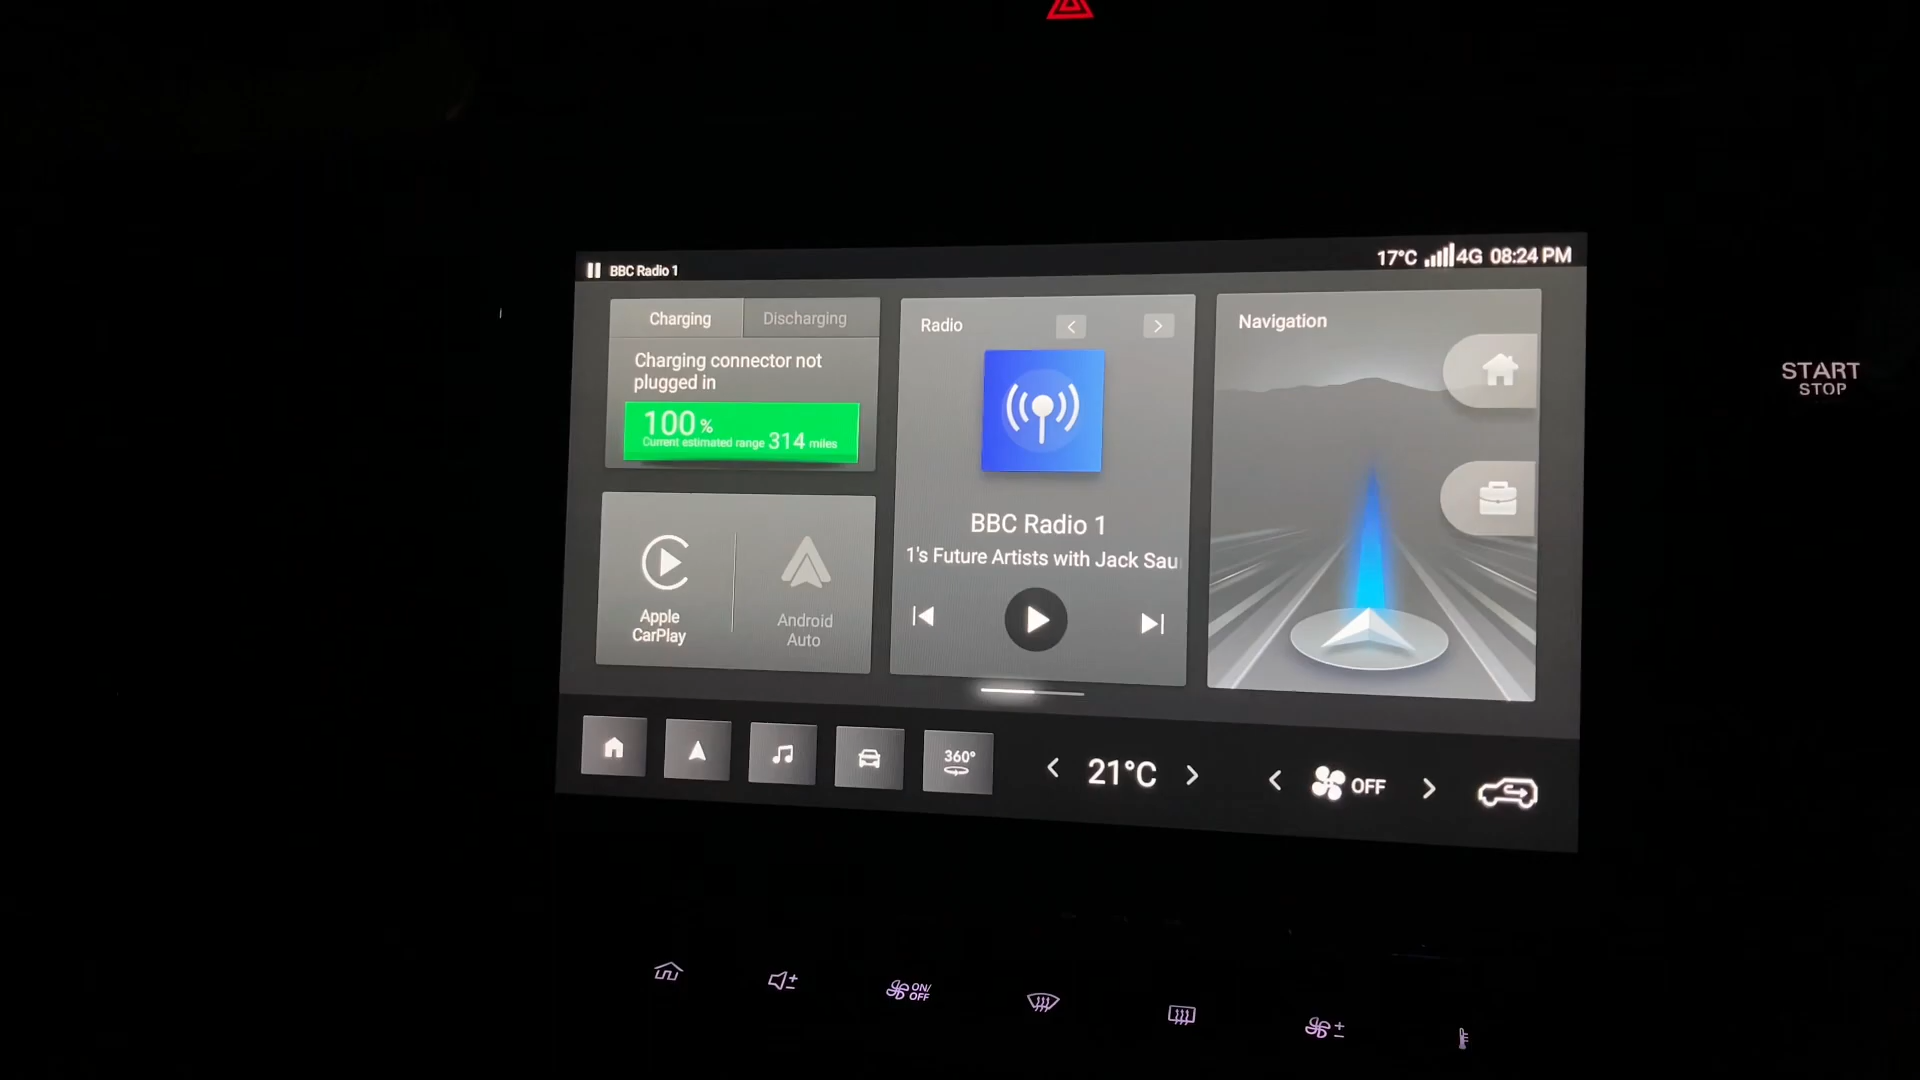 BBC Radio 1
17°C 4G 08:24 PM
Charging
Discharging
Charging connector not
plugged in
100 %
Current estimated range 314 miles
Apple
CarPlay
Android
Auto
Radio
BBC Radio 1
1's Future Artists with Jack Sau
Navigation
START
STOP
360°
21°C
OFF
ON/
OFF